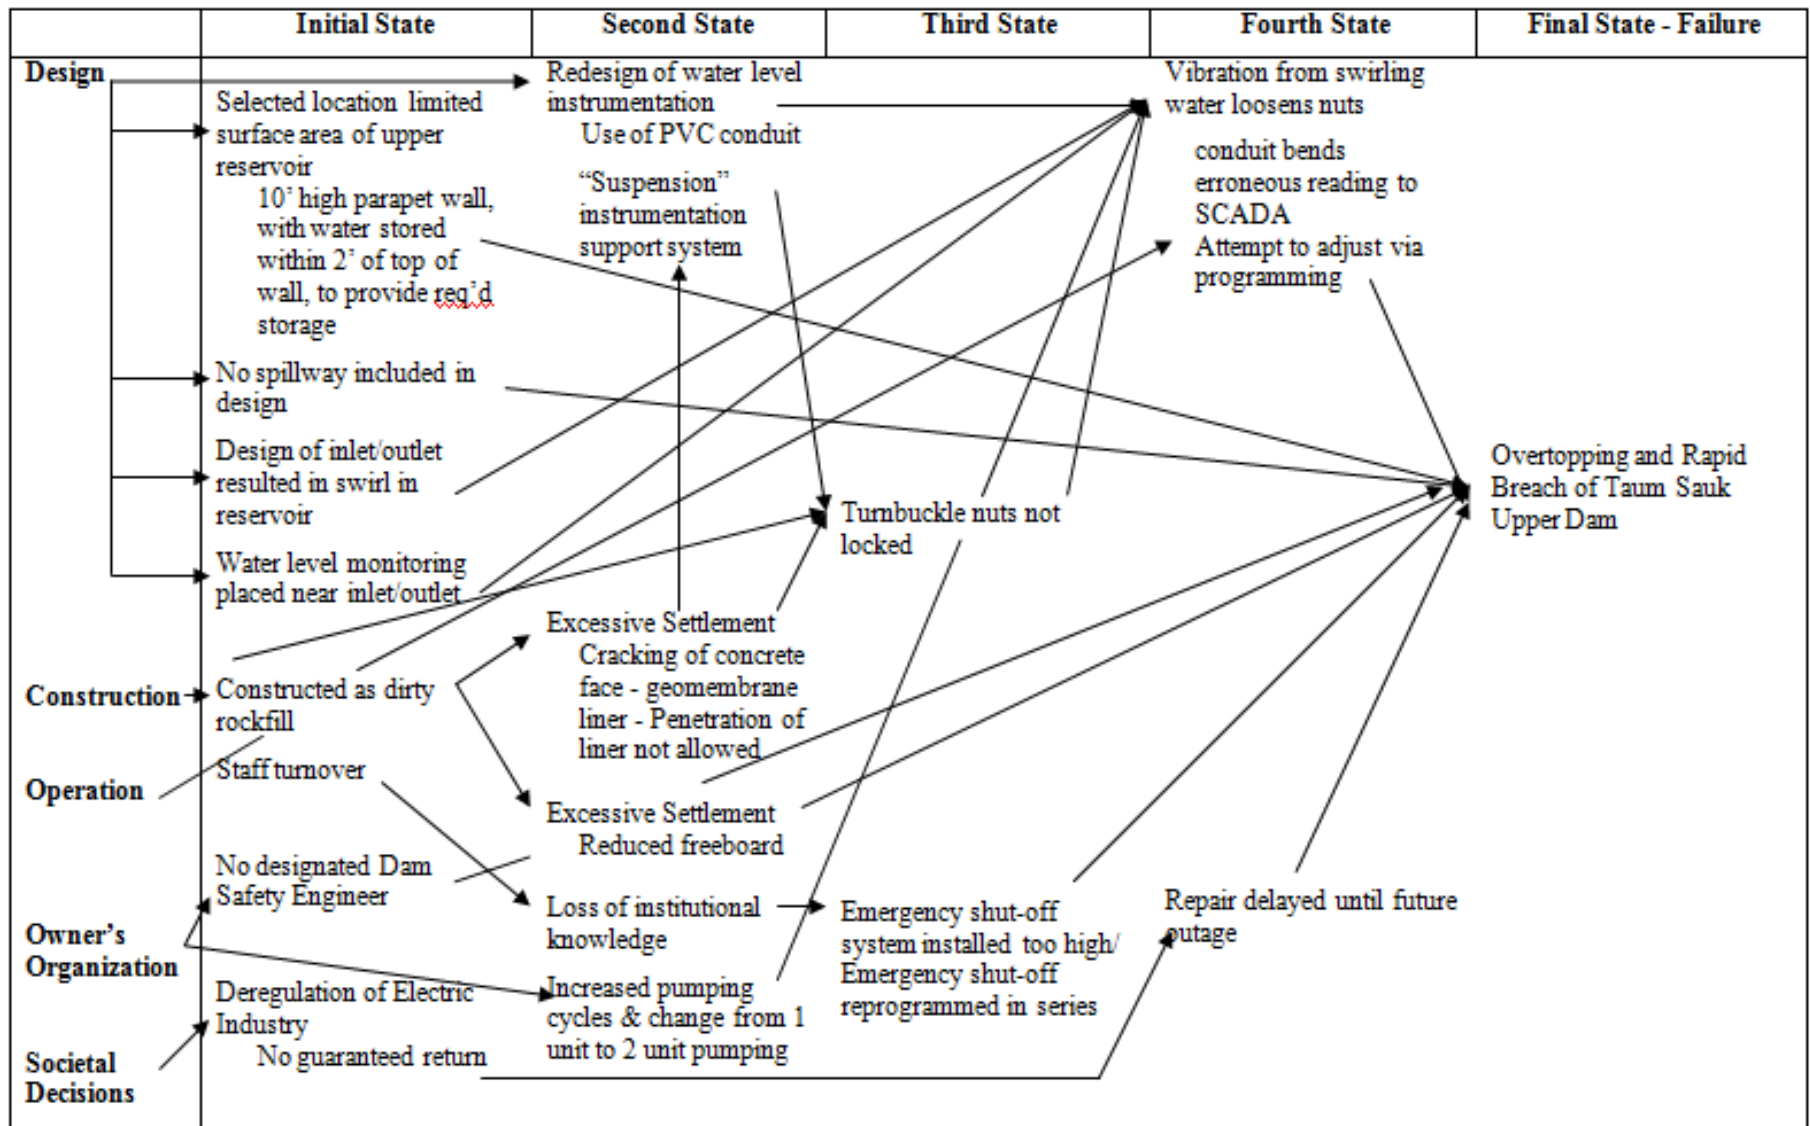 Initial State
Second State
Third State
Fourth State
Final State - Failure
Design
Selected location limited
surface area of upper
reservoir
10’ high parapet wall,
with water stored
within 2’ of top of
wall, to provide req’d
storage
No spillway included in
design
Design of inlet/outlet
resulted in swirl in
reservoir
Water level monitoring
placed near inlet/outlet
Redesign of water level
instrumentation
Use of PVC conduit
“Suspension”
instrumentation
support system
Turnbuckle nuts not
locked
Vibration from swirling
water loosens nuts
conduit bends
erroneous reading to
SCADA
Attempt to adjust via
programming
Overtopping and Rapid
Breach of Taum Sauk
Upper Dam
Construction
Constructed as dirty
rockfill
Excessive Settlement
Cracking of concrete
face - geomembrane
liner - Penetration of
liner not allowed
Operation
Staff turnover
Excessive Settlement
Reduced freeboard
No designated Dam
Safety Engineer
Loss of institutional
knowledge
Emergency shut-off
system installed too high/
Emergency shut-off
reprogrammed in series
Repair delayed until future
outage
Owner’s
Organization
Deregulation of Electric
Industry
No guaranteed return
Increased pumping
cycles & change from 1
unit to 2 unit pumping
Societal
Decisions